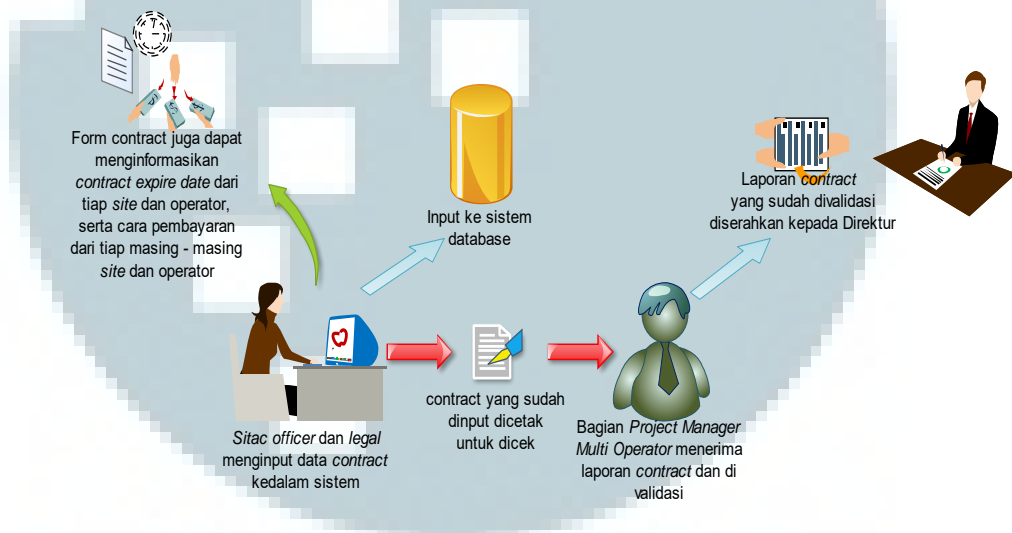 Form contract juga dapat
menginformasikan
contract expire date dari
tiap site dan operator,
serta cara pembayaran
dari tiap masing - masing
site dan operator
Input ke sistem
database
Laporan contract
yang sudah divalidasi
diserahkan kepada Direktur
Sitac officer dan legal
menginput data contract
kedalam sistem
contract yang sudah
dinput dicetak
untuk dicek
Bagian Project Manager
Multi Operator menerima
laporan contract dan di
validasi